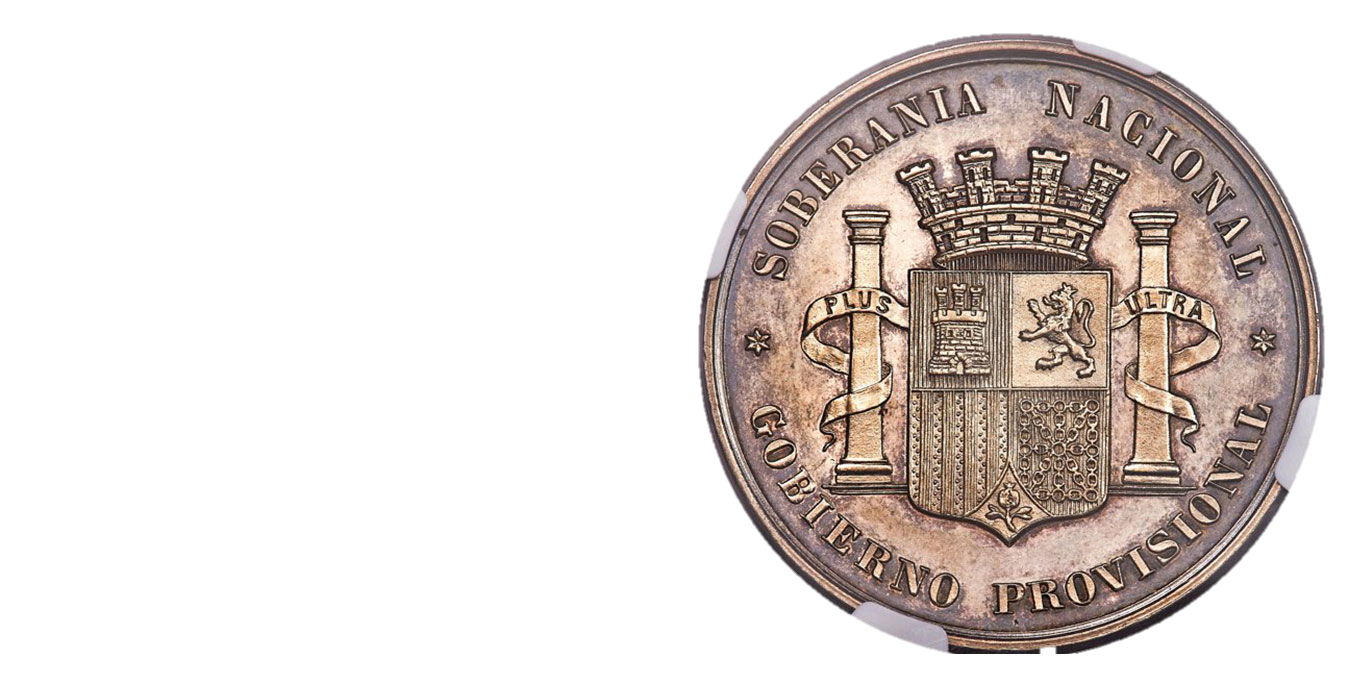 SOBERANIA NACIONAL
PLUS ULTRA
GOBIERNO PROVISIONAL